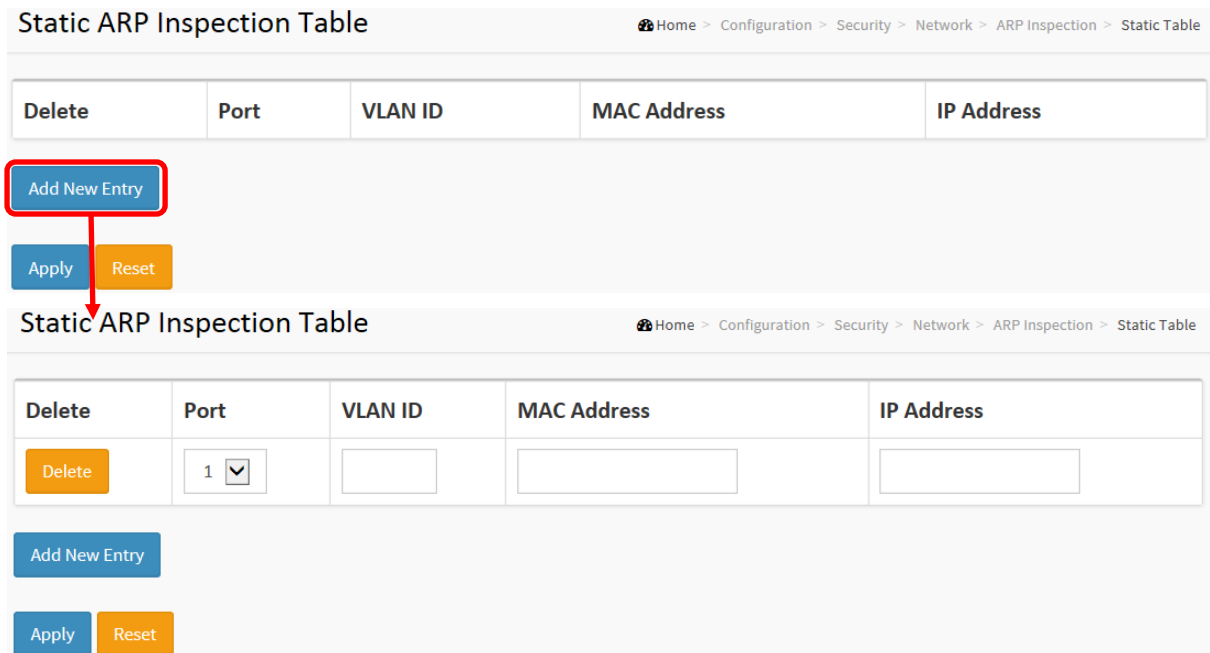 Static ARP Inspection Table Home > Configuration > Security > Network > ARP Inspection > Static Table
Delete Port VLAN ID MAC Address IP Address
Add New Entry
Apply Reset
Static ARP Inspection Table Home > Configuration > Security > Network > ARP Inspection > Static Table
Delete Port VLAN ID MAC Address IP Address
Delete 1
Add New Entry
Apply Reset